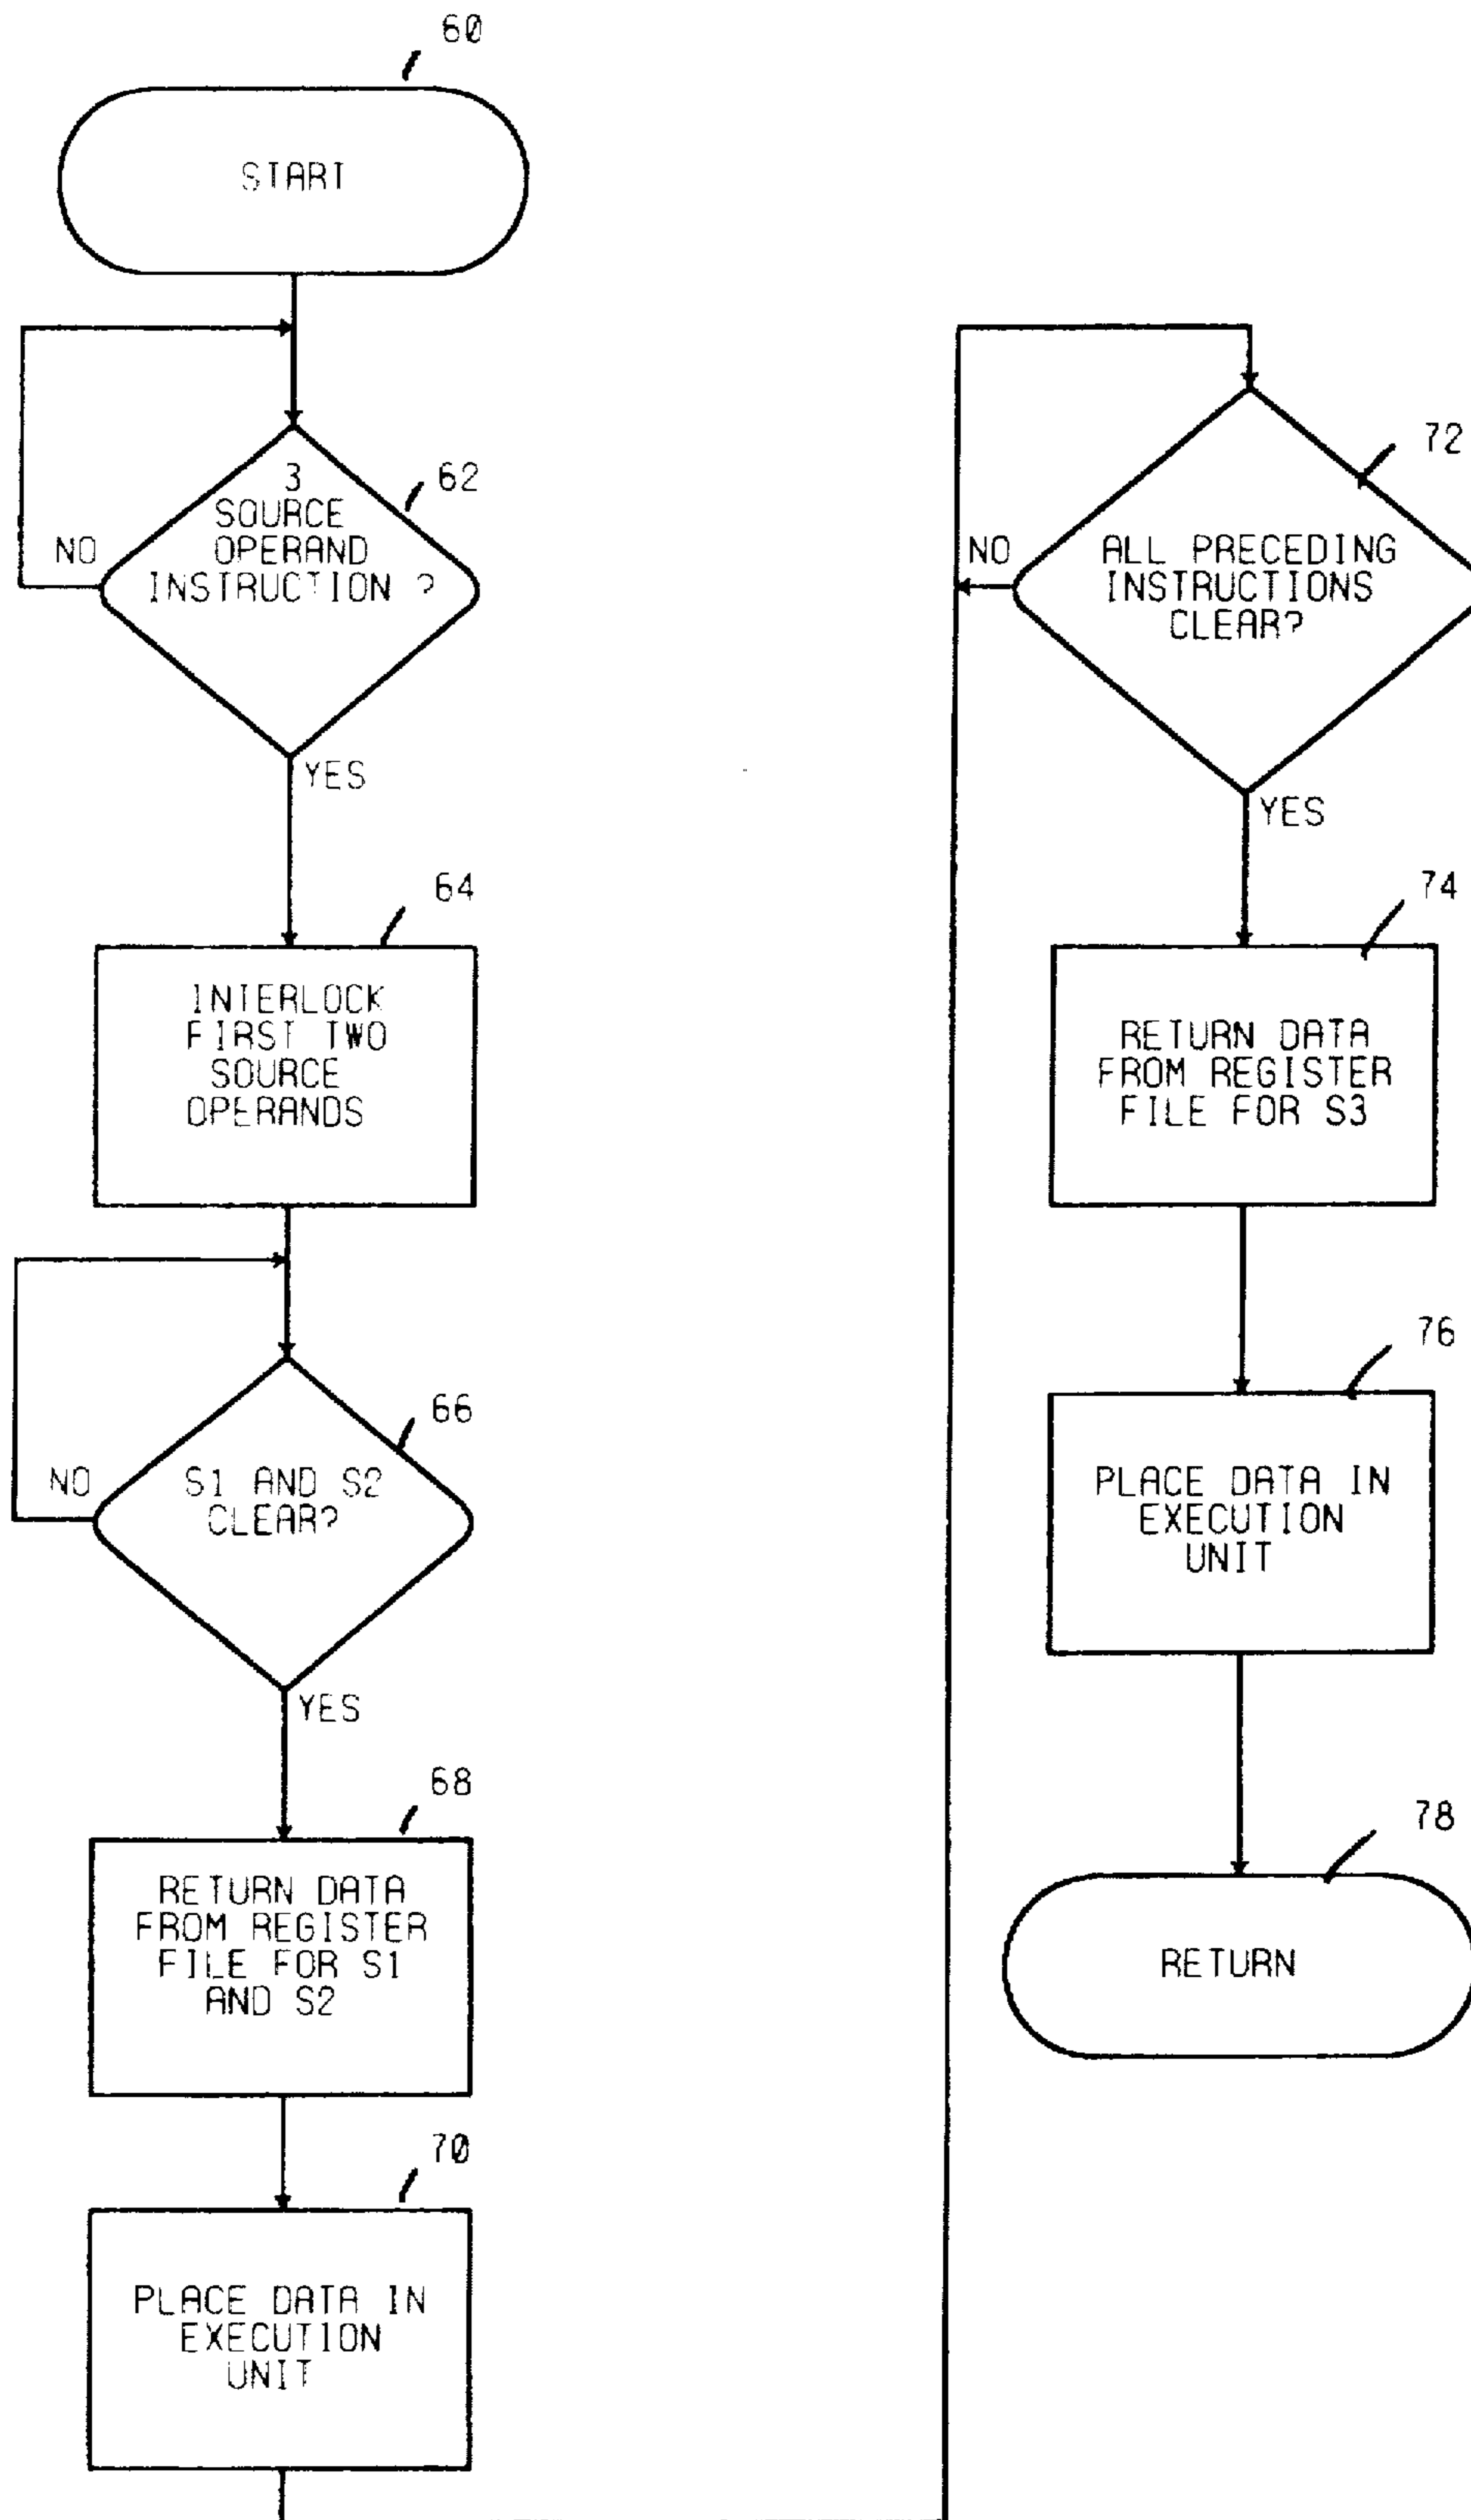 60
START
62
3
SOURCE
OPERAND
INSTRUCTION ?
NO
YES
64
INTERLOCK
FIRST TWO
SOURCE
OPERANDS
66
S1 AND S2
CLEAR?
NO
YES
68
RETURN DATA
FROM REGISTER
FILE FOR S1
AND S2
70
PLACE DATA IN
EXECUTION
UNIT
72
ALL PRECEDING
INSTRUCTIONS
CLEAR?
NO
YES
74
RETURN DATA
FROM REGISTER
FILE FOR S3
76
PLACE DATA IN
EXECUTION
UNIT
78
RETURN